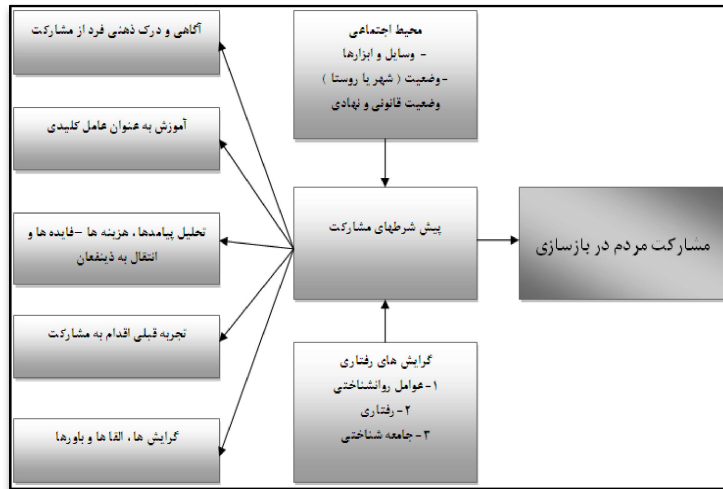 محیط اجتماعی
- وسایل و ابزارها
-وضعیت ( شهر یا روستا )
وضعیت قانونی و نهادی
آگاهی و درک ذهنی فرد از مشارکت
آموزش به عنوان عامل کلیدی
تحلیل پیامدها ، هزینه ها –فایده ها و
انتقال به ذینفعان
تجربه قبلی اقدام به مشارکت
گرایش ها ، القا ها و باورها
پیش شرطهای مشارکت
مشارکت مردم در بازسازی
گرایش های رفتاری
۱-عوامل روانشناختی
۲- رفتاری
۳- جامعه شناختی